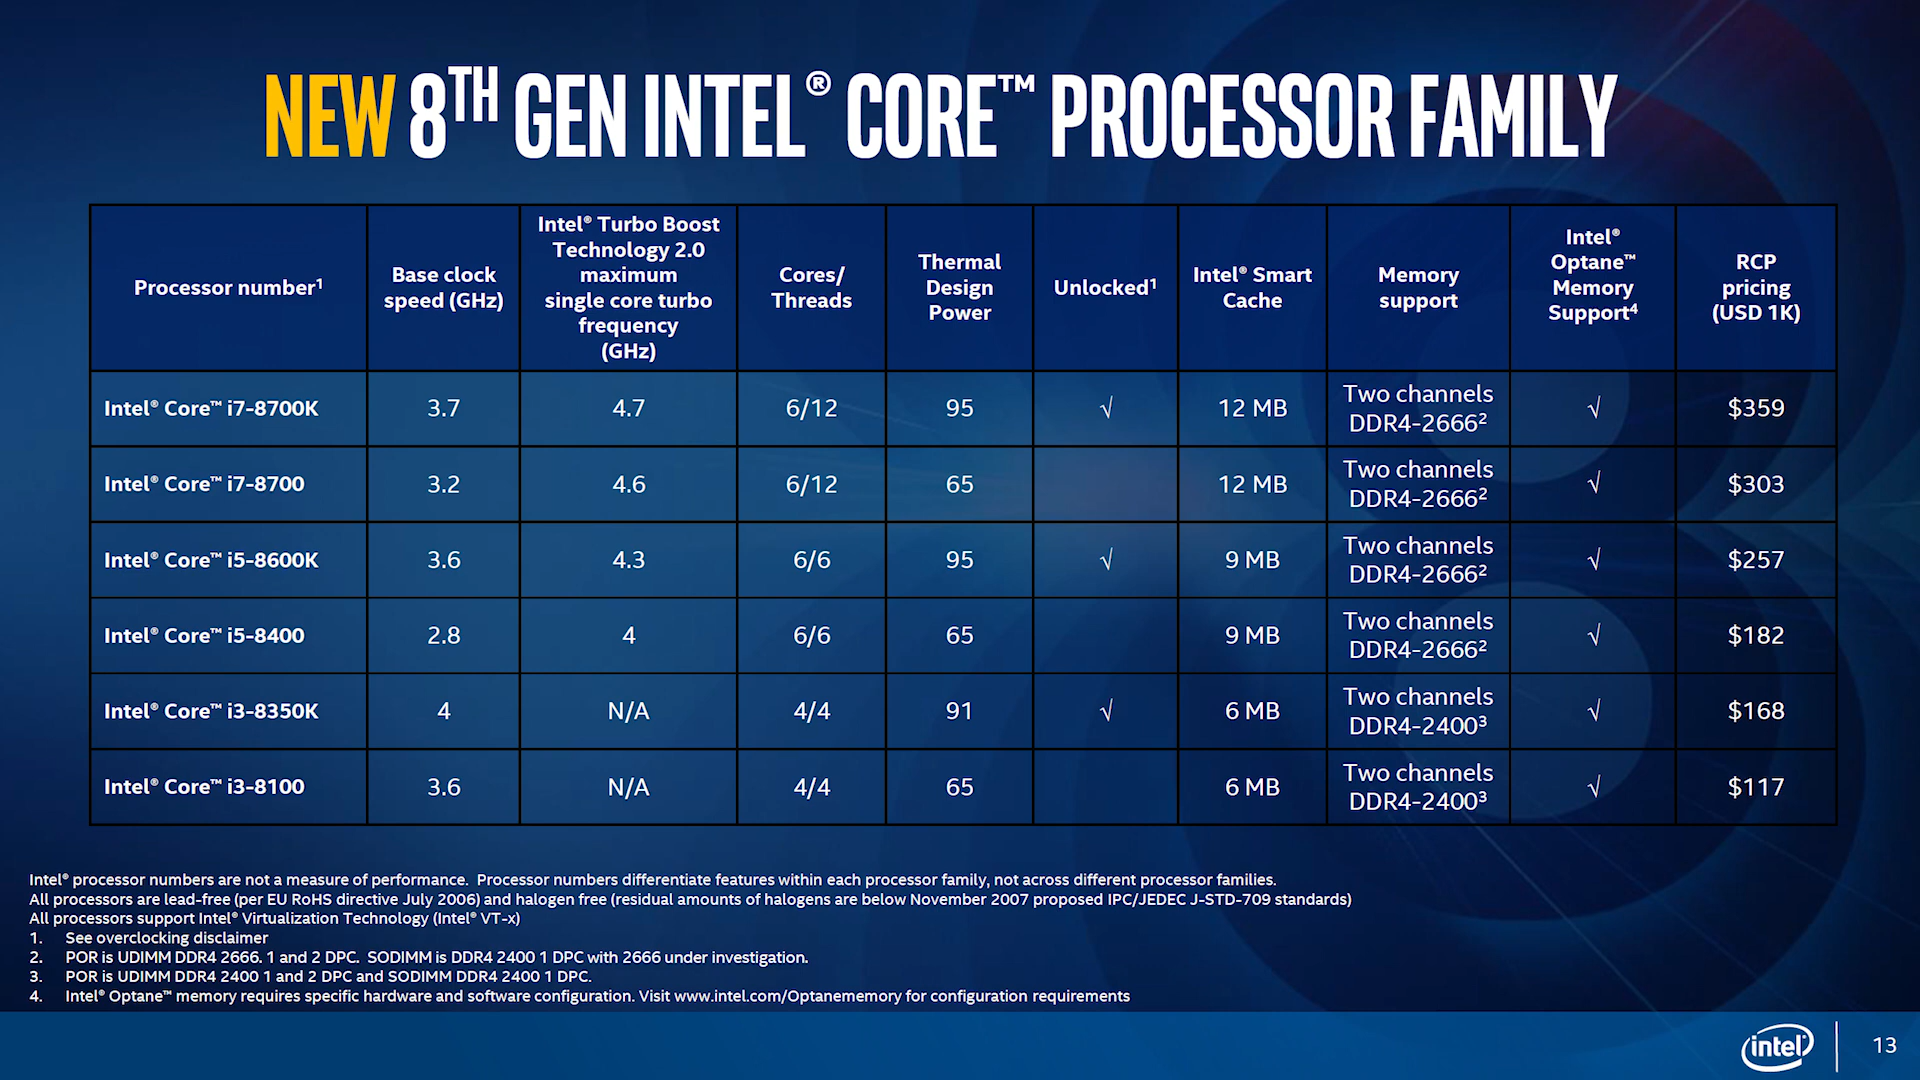 NEW 8TH GEN INTEL® CORE™ PROCESSOR FAMILY
Processor number¹
Base clock
speed (GHz)
Intel® Turbo Boost
Technology 2.0
maximum
single core turbo
frequency
(GHz)
Cores/
Threads
Thermal
Design
Power
Unlocked¹
Intel® Smart
Cache
Memory
support
Intel®
Optane™
Memory
Support⁴
RCP
pricing
(USD 1K)
Intel® Core™ i7-8700K 3.7 4.7 6/12 95 √ 12 MB Two channels DDR4-2666² √ $359
Intel® Core™ i7-8700 3.2 4.6 6/12 65 12 MB Two channels DDR4-2666² √ $303
Intel® Core™ i5-8600K 3.6 4.3 6/6 95 √ 9 MB Two channels DDR4-2666² √ $257
Intel® Core™ i5-8400 2.8 4 6/6 65 9 MB Two channels DDR4-2666² √ $182
Intel® Core™ i3-8350K 4 N/A 4/4 91 √ 6 MB Two channels DDR4-2400³ √ $168
Intel® Core™ i3-8100 3.6 N/A 4/4 65 6 MB Two channels DDR4-2400³ √ $117
Intel® processor numbers are not a measure of performance. Processor numbers differentiate features within each processor family, not across different processor families.
All processors are lead-free (per EU RoHS directive July 2006) and halogen free (residual amounts of halogens are below November 2007 proposed IPC/JEDEC J-STD-709 standards)
All processors support Intel® Virtualization Technology (Intel® VT-x)
1. See overclocking disclaimer
2. POR is UDIMM DDR4 2666. 1 and 2 DPC. SODIMM is DDR4 2400 1 DPC with 2666 under investigation.
3. POR is UDIMM DDR4 2400 1 and 2 DPC and SODIMM DDR4 2400 1 DPC.
4. Intel® Optane™ memory requires specific hardware and software configuration. Visit www.intel.com/Optanememory for configuration requirements
intel
13